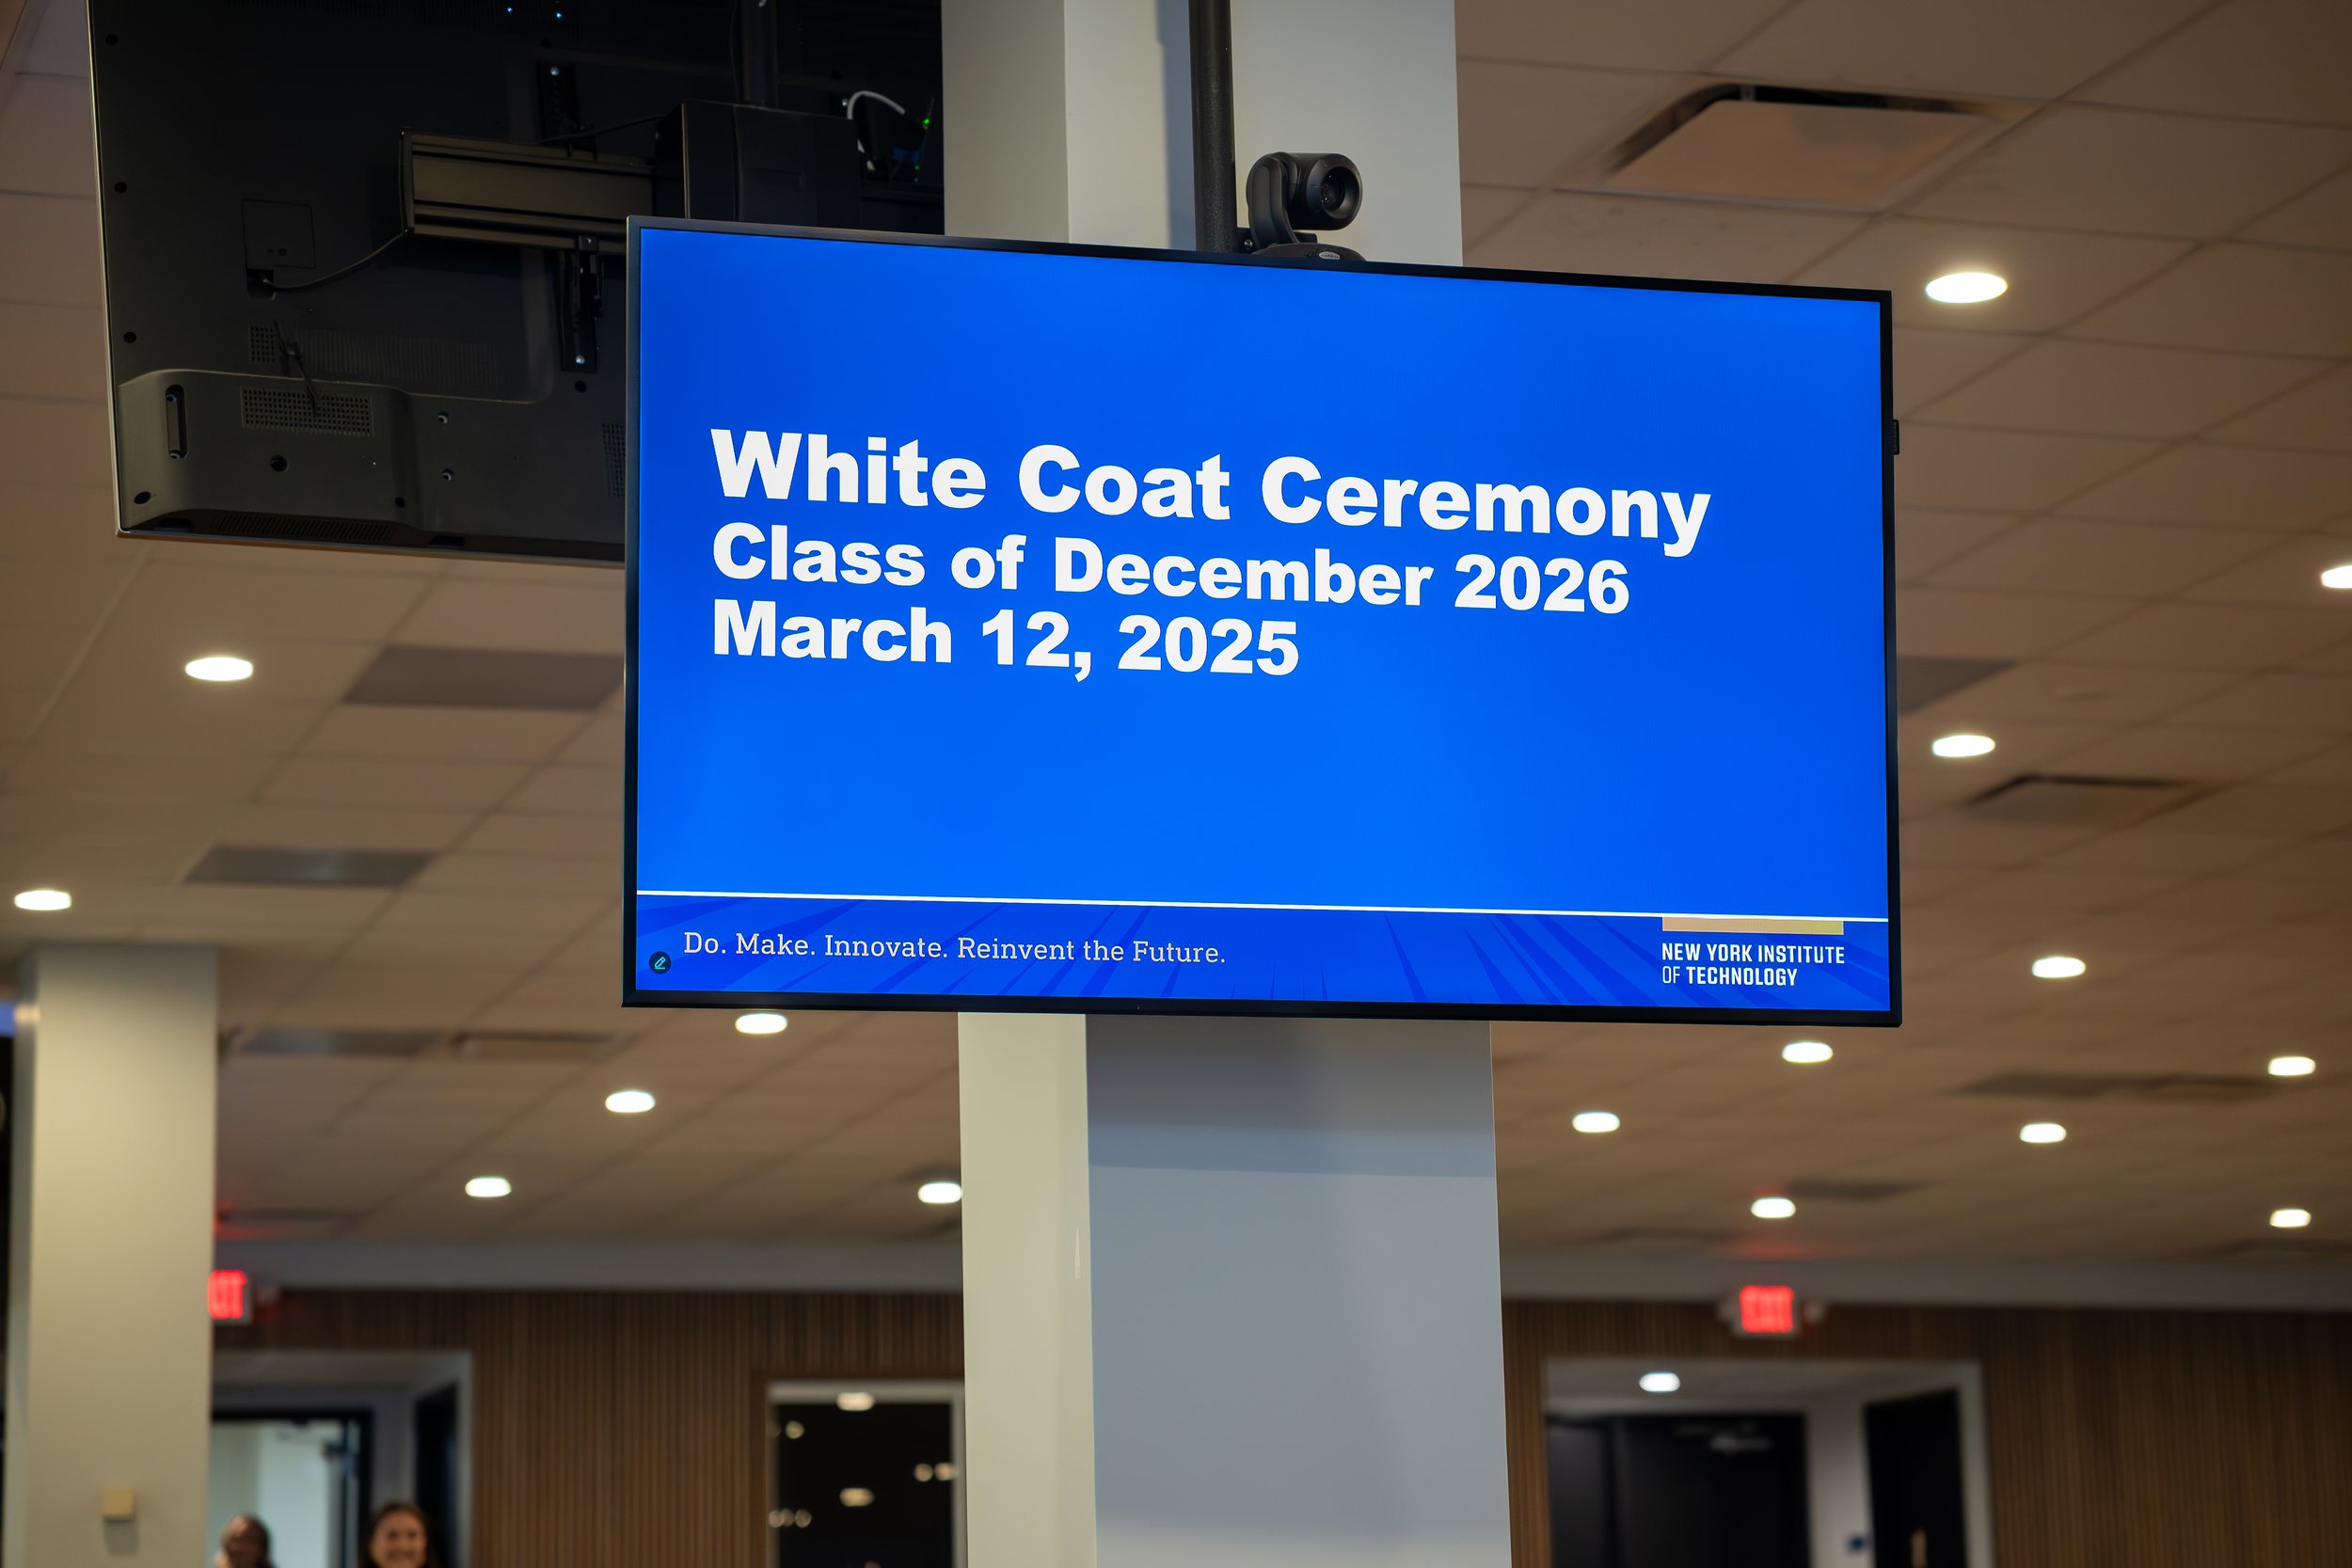 White Coat Ceremony
Class of December 2026
March 12, 2025
Do. Make. Innovate. Reinvent the Future.
NEW YORK INSTITUTE
OF TECHNOLOGY
EXIT